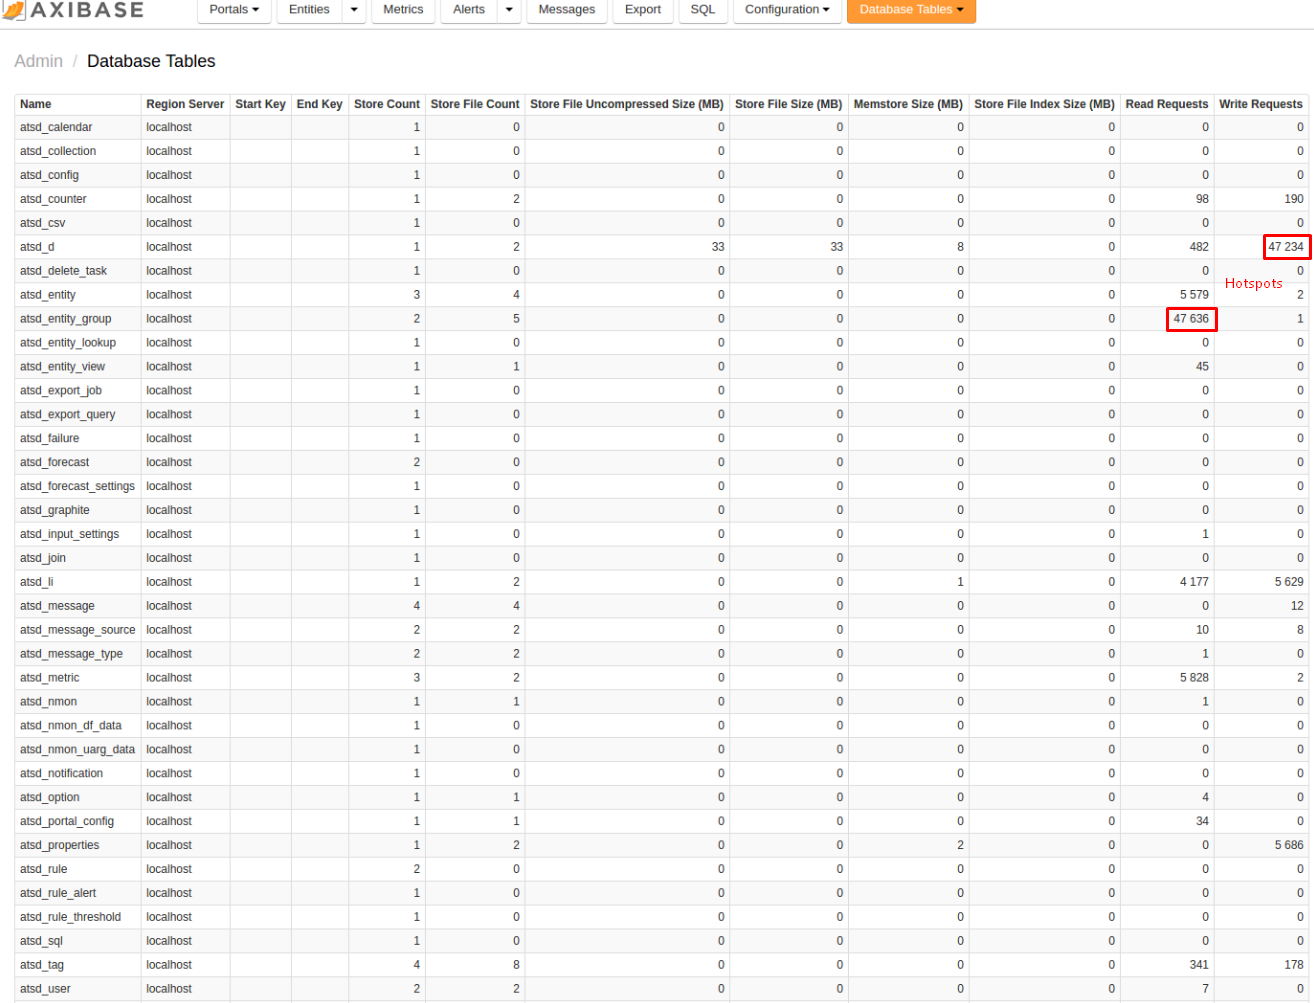 AXIBASE Portals Entities Metrics Alerts Messages Export SQL Configuration Database Tables
Admin / Database Tables
Name Region Server Start Key End Key Store Count Store File Count Store File Uncompressed Size (MB) Store File Size (MB) Memstore Size (MB) Store File Index Size (MB) Read Requests Write Requests
atsd_calendar localhost 1 0 0 0 0 0 0 0
atsd_collection localhost 1 0 0 0 0 0 0 0
atsd_config localhost 1 0 0 0 0 0 0 0
atsd_counter localhost 1 2 0 0 0 0 98 190
atsd_csv localhost 1 0 0 0 0 0 0 0
atsd_d localhost 1 2 33 33 8 0 482 47 234
atsd_delete_task localhost 1 0 0 0 0 0 0 0
Hotspots
atsd_entity localhost 3 4 0 0 0 0 5 579 2
atsd_entity_group localhost 2 5 0 0 0 0 47 636 1
atsd_entity_lookup localhost 1 0 0 0 0 0 0 0
atsd_entity_view localhost 1 1 0 0 0 0 45 0
atsd_export_job localhost 1 0 0 0 0 0 0 0
atsd_export_query localhost 1 0 0 0 0 0 0 0
atsd_failure localhost 1 0 0 0 0 0 0 0
atsd_forecast localhost 2 0 0 0 0 0 0 0
atsd_forecast_settings localhost 1 0 0 0 0 0 0 0
atsd_graphite localhost 1 0 0 0 0 0 0 0
atsd_input_settings localhost 1 0 0 0 0 0 1 0
atsd_join localhost 1 0 0 0 0 0 0 0
atsd_li localhost 1 2 0 0 1 0 4 177 5 629
atsd_message localhost 4 4 0 0 0 0 0 12
atsd_message_source localhost 2 2 0 0 0 0 10 8
atsd_message_type localhost 2 2 0 0 0 0 1 0
atsd_metric localhost 3 2 0 0 0 0 5 828 2
atsd_nmon localhost 1 1 0 0 0 0 1 0
atsd_nmon_df_data localhost 1 0 0 0 0 0 0 0
atsd_nmon_uarg_data localhost 1 0 0 0 0 0 0 0
atsd_notification localhost 1 0 0 0 0 0 0 0
atsd_option localhost 1 1 0 0 0 0 4 0
atsd_portal_config localhost 1 1 0 0 0 0 34 0
atsd_properties localhost 1 2 0 0 2 0 0 5 686
atsd_rule localhost 2 0 0 0 0 0 0 0
atsd_rule_alert localhost 1 0 0 0 0 0 0 0
atsd_rule_threshold localhost 1 0 0 0 0 0 0 0
atsd_sql localhost 1 0 0 0 0 0 0 0
atsd_tag localhost 4 8 0 0 0 0 341 178
atsd_user localhost 2 2 0 0 0 0 7 0